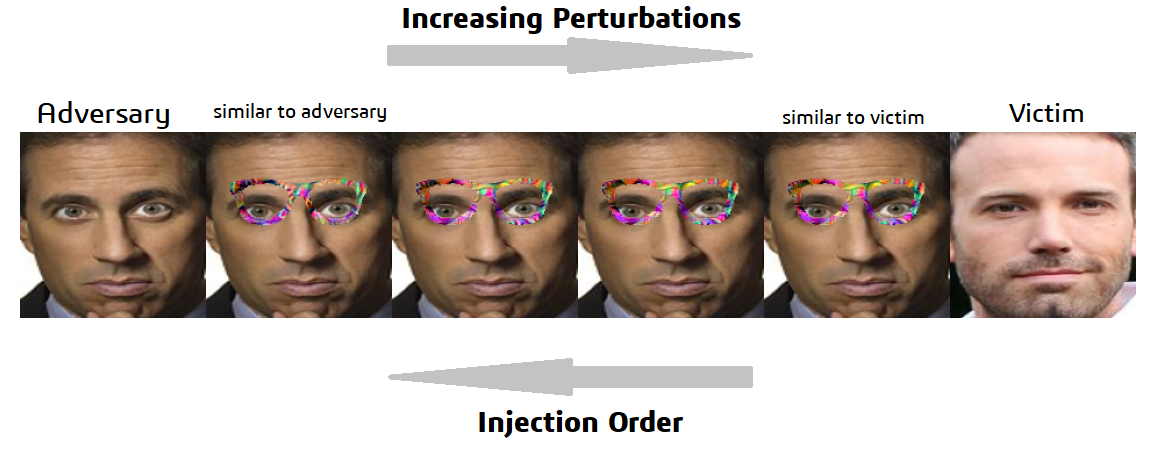 Increasing Perturbations
Adversary
similar to adversary
similar to victim
Victim
Injection Order